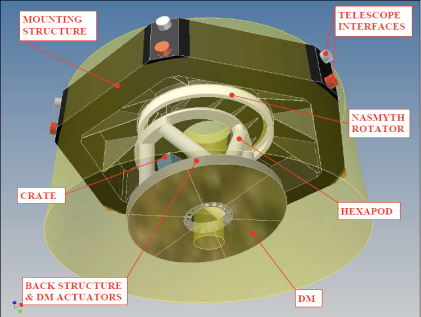 MOUNTING
STRUCTURE
TELESCOPE
INTERFACES
NASMYTH
ROTATOR
CRATE
HEXAPOD
BACK STRUCTURE
& DM ACTUATORS
DM